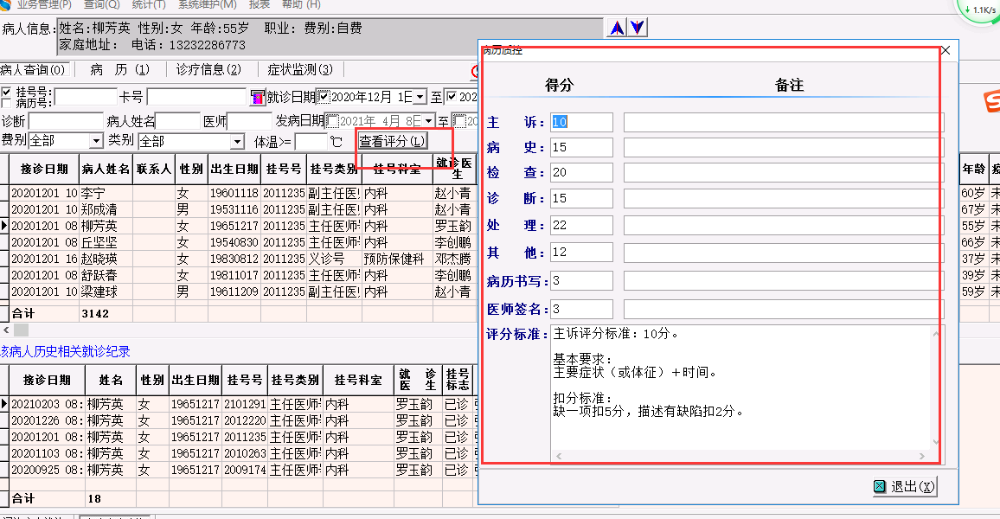 业务管理(P) 查询(Q) 统计(T) 系统维护(M) 报表 帮助 (H)
1.1K/s
病人信息: 姓名:柳芳英 性别:女 年龄:55岁 职业: 费别:自费
家庭地址: 电话: 13232286773
病人查询(0) 病 历 (1) 诊疗信息(2) 症状监测(3)
挂号号:
病历号:
卡号 就诊日期 2020年12月 1日 至 202
诊断 病人姓名 医师 发病日期 2021年 4月 8日 至 20
费别 全部 类别 全部 体温>= ℃ 查看评分(L)
接诊日期 病人姓名 联系人 性别 出生日期 挂号号 挂号类别 挂号科室 就诊医生 年龄
20201201 10 李宁 女 19601118 2011235 副主任医 内科 赵小青 60岁 未
20201201 10 郑成清 男 19531116 2011235 副主任医 内科 赵小青 67岁 未
20201201 08 柳芳英 女 19651217 2011235 主任医师 内科 罗玉韵 55岁 未
20201201 08 丘坚坚 女 19540830 2011235 主任医师 内科 李创鹏 66岁 未
20201201 16 赵晓瑛 女 19830812 2011235 义诊号 预防保健科 邓杰腾 37岁 未
20201201 08 舒跃春 女 19811017 2011235 主任医师 内科 李创鹏 39岁 未
20201201 10 梁建球 男 19611209 2011235 副主任医 内科 赵小青 59岁 未
合计 3142
该病人历史相关就诊纪录
接诊日期 姓名 性别 出生日期 挂号号 挂号类别 挂号科室 就诊医生 挂号标志
20210203 08: 柳芳英 女 19651217 2101291 主任医师 内科 罗玉韵 已诊
20201226 08: 柳芳英 女 19651217 2012220 主任医师 内科 罗玉韵 已诊
20201201 08: 柳芳英 女 19651217 2011235 主任医师 内科 罗玉韵 已诊
20201103 08: 柳芳英 女 19651217 2010263 主任医师 内科 罗玉韵 已诊
20200925 08: 柳芳英 女 19651217 2009174 主任医师 内科 罗玉韵 已诊
合计 18
病历质控
得分 备注
主 诉: 10
病 史: 15
检 查: 20
诊 断: 15
处 理: 22
其 他: 12
病历书写: 3
医师签名: 3
评分标准: 主诉评分标准：10分。
基本要求：
主要症状（或体征）＋时间。
扣分标准：
缺一项扣5分，描述有缺陷扣2分。
退出(X)